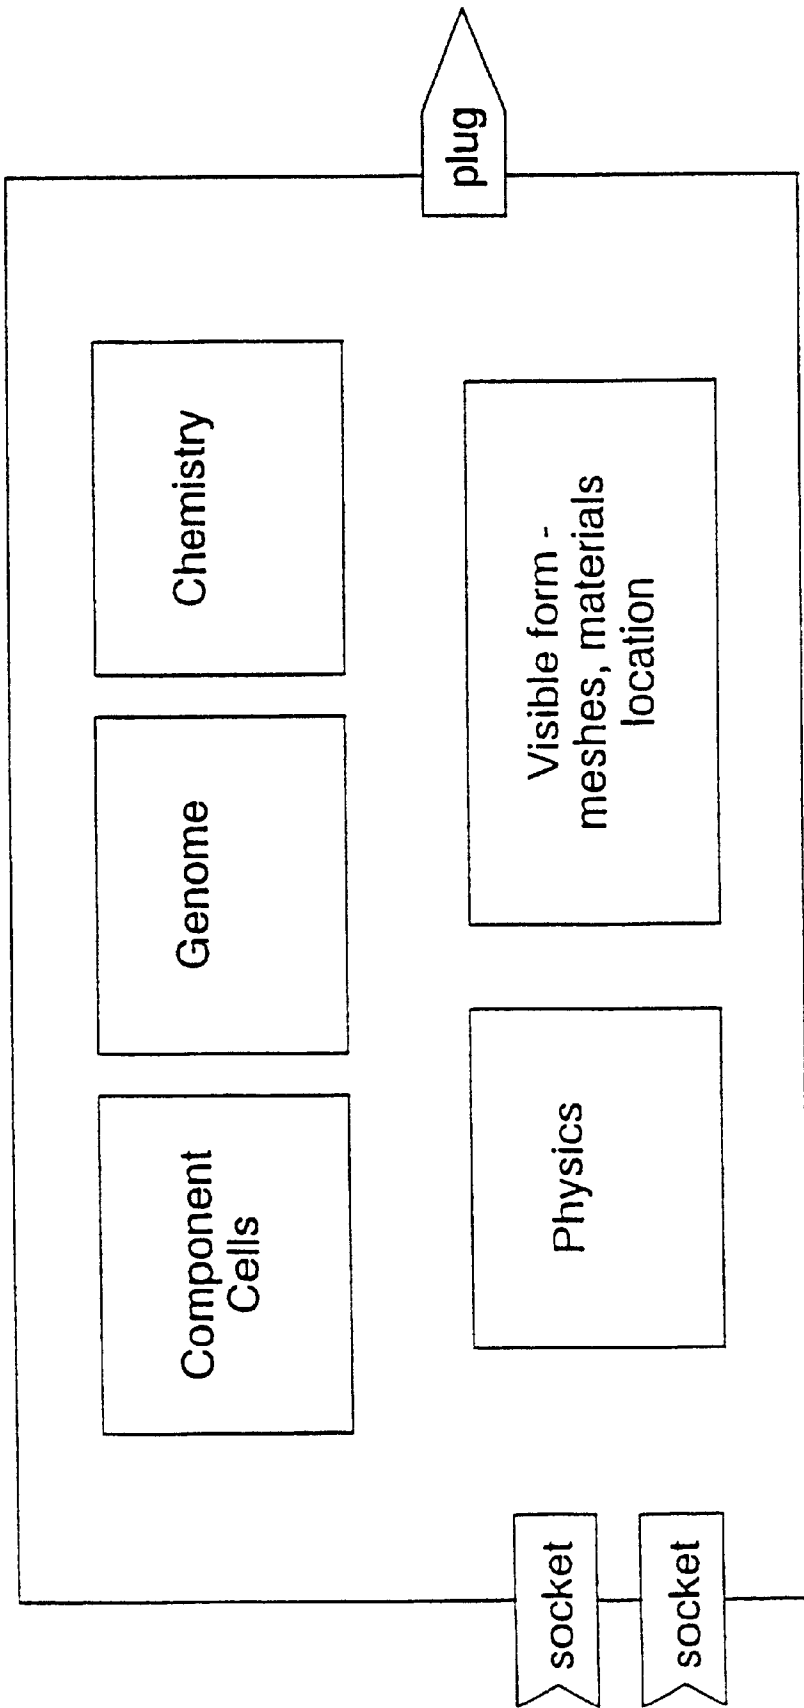 Component
Cells
Genome
Chemistry
Physics
Visible form -
meshes, materials
location
socket
socket
plug